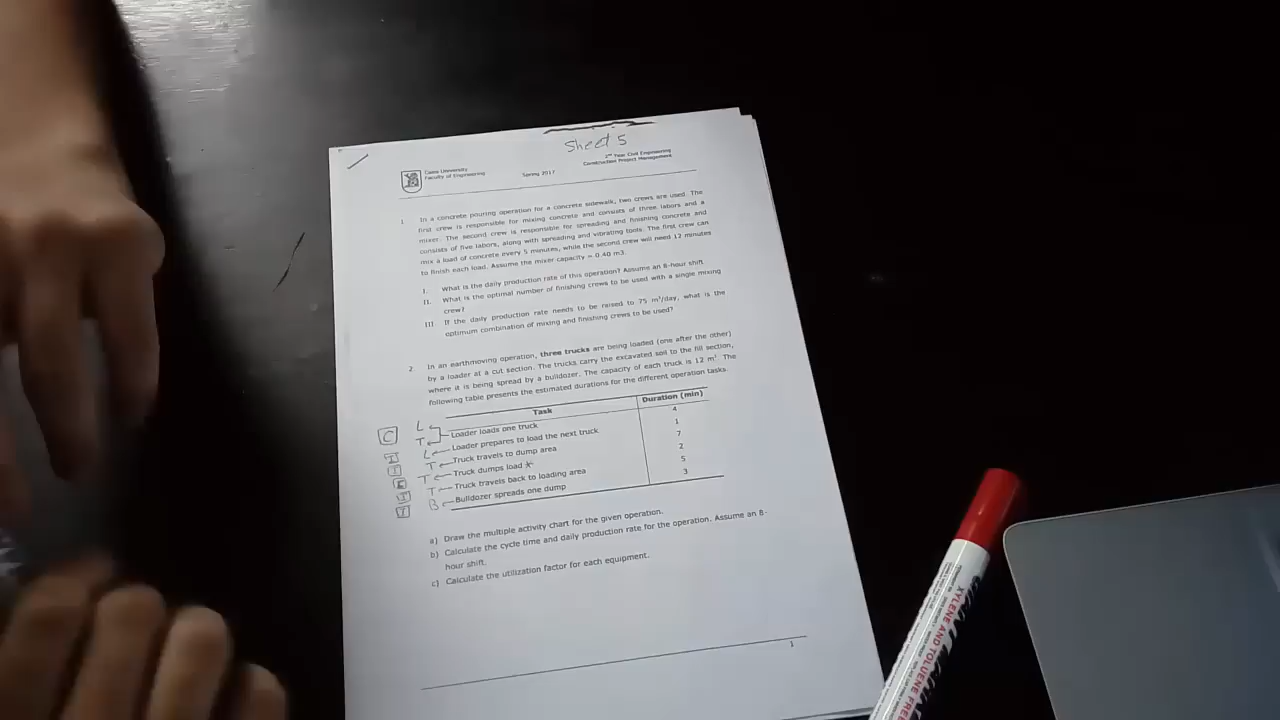 Sheet 5
Cairo University
Faculty of Engineering
Spring 2017
2nd Year Civil Engineering
Construction Project Management
1 In a concrete pouring operation for a concrete sidewalk, two crews are used. The
first crew is responsible for mixing concrete and consists of three labors and a
mixer. The second crew is responsible for spreading and finishing concrete and
consists of five labors, along with spreading and vibrating tools. The first crew can
mix a load of concrete every 5 minutes, while the second crew will need 12 minutes
to finish each load. Assume the mixer capacity = 0.40 m3.
I. What is the daily production rate of this operation? Assume an 8-hour shift.
II. What is the optimal number of finishing crews to be used with a single mixing
crew?
III. If the daily production rate needs to be raised to 75 m³/day, what is the
optimum combination of mixing and finishing crews to be used?
2 In an earthmoving operation, three trucks are being loaded (one after the other)
by a loader at a cut section. The trucks carry the excavated soil to the fill section,
where it is being spread by a bulldozer. The capacity of each truck is 12 m³. The
following table presents the estimated durations for the different operation tasks.
Task Duration (min)
C L T Loader loads one truck 4
I L Loader prepares to load the next truck 1
I T Truck travels to dump area 7
T Truck dumps load 2
I T Truck travels back to loading area 5
I B Bulldozer spreads one dump 3
a) Draw the multiple activity chart for the given operation.
b) Calculate the cycle time and daily production rate for the operation. Assume an 8-
hour shift.
c) Calculate the utilization factor for each equipment.
1
XYLENE AND TOLUENE FREE